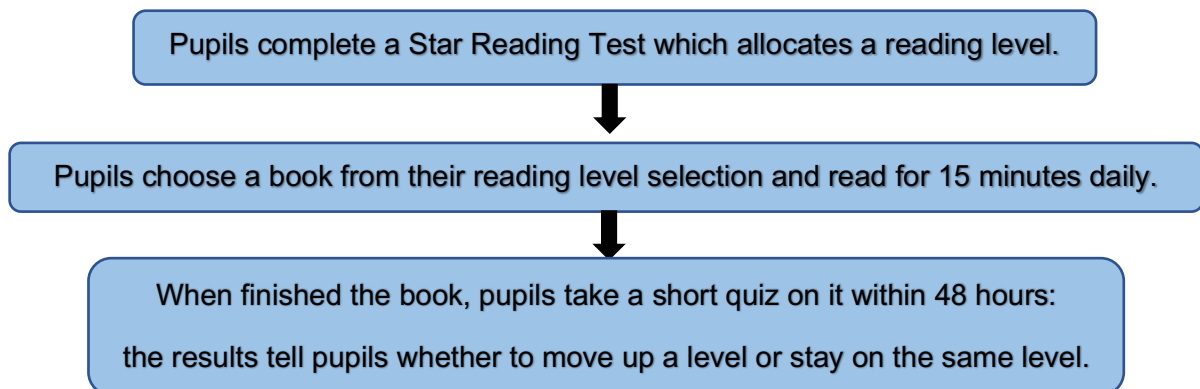 Pupils complete a Star Reading Test which allocates a reading level.
Pupils choose a book from their reading level selection and read for 15 minutes daily.
When finished the book, pupils take a short quiz on it within 48 hours:
the results tell pupils whether to move up a level or stay on the same level.